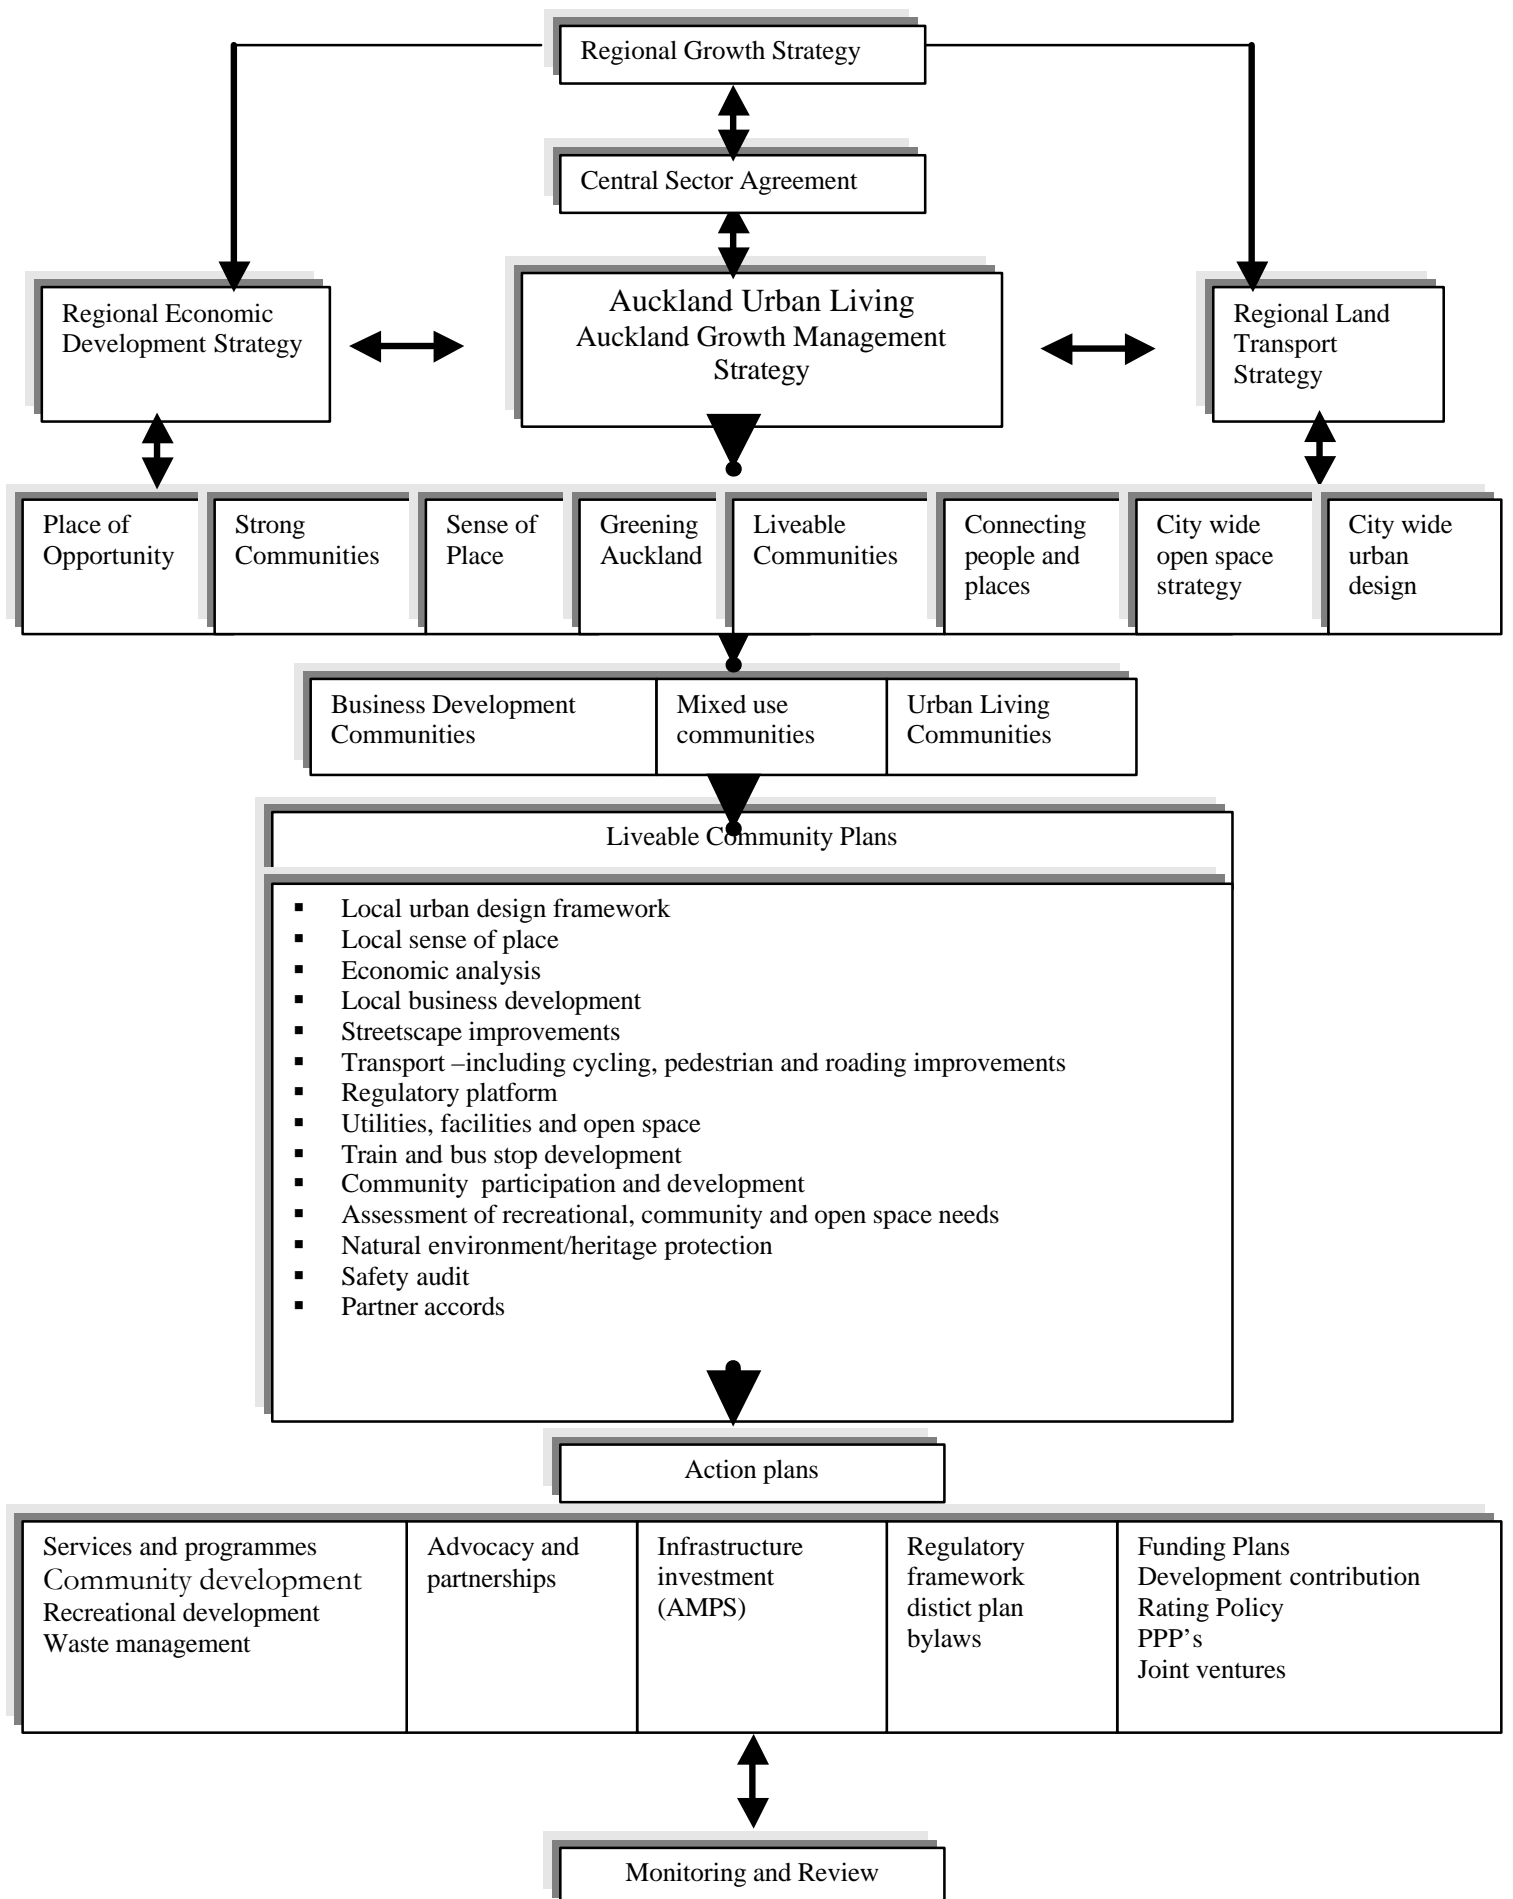 Regional Growth Strategy
Central Sector Agreement
Regional Economic
Development Strategy
Auckland Urban Living
Auckland Growth Management
Strategy
Regional Land
Transport
Strategy
Place of
Opportunity
Strong
Communities
Sense of
Place
Greening
Auckland
Liveable
Communities
Connecting
people and
places
City wide
open space
strategy
City wide
urban
design
Business Development
Communities
Mixed use
communities
Urban Living
Communities
Liveable Community Plans
▪ Local urban design framework
▪ Local sense of place
▪ Economic analysis
▪ Local business development
▪ Streetscape improvements
▪ Transport –including cycling, pedestrian and roading improvements
▪ Regulatory platform
▪ Utilities, facilities and open space
▪ Train and bus stop development
▪ Community participation and development
▪ Assessment of recreational, community and open space needs
▪ Natural environment/heritage protection
▪ Safety audit
▪ Partner accords
Action plans
Services and programmes
Community development
Recreational development
Waste management
Advocacy and
partnerships
Infrastructure
investment
(AMPS)
Regulatory
framework
distict plan
bylaws
Funding Plans
Development contribution
Rating Policy
PPP’s
Joint ventures
Monitoring and Review